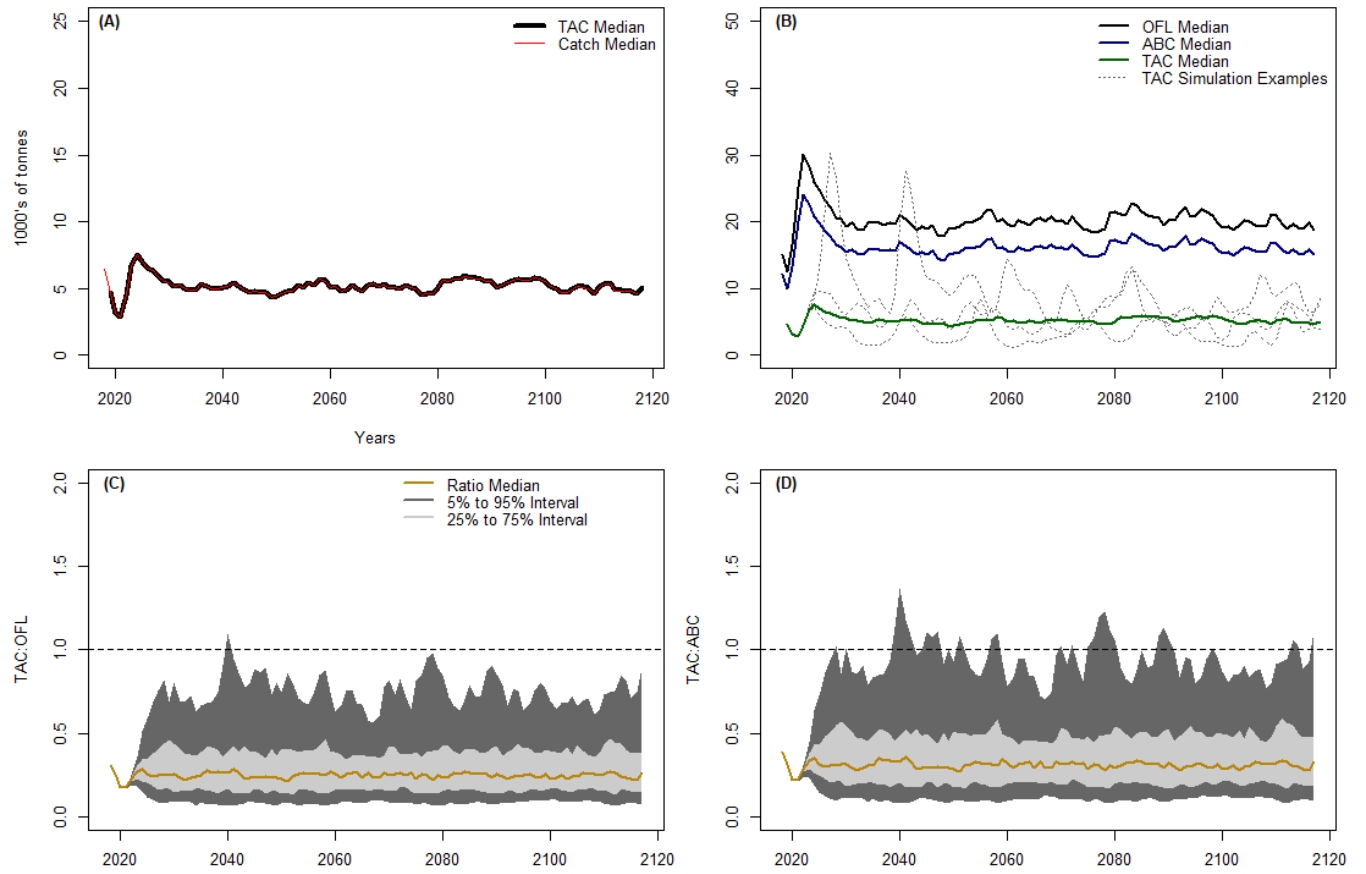 (A)
TAC Median
Catch Median
25
20
15
10
5
0
1000's of tonnes
2020 2040 2060 2080 2100 2120
Years
(B)
OFL Median
ABC Median
TAC Median
TAC Simulation Examples
50
40
30
20
10
0
2020 2040 2060 2080 2100 2120
(C)
Ratio Median
5% to 95% Interval
25% to 75% Interval
2.0
1.5
1.0
0.5
0.0
TAC:OFL
2020 2040 2060 2080 2100 2120
(D)
2.0
1.5
1.0
0.5
0.0
TAC:ABC
2020 2040 2060 2080 2100 2120